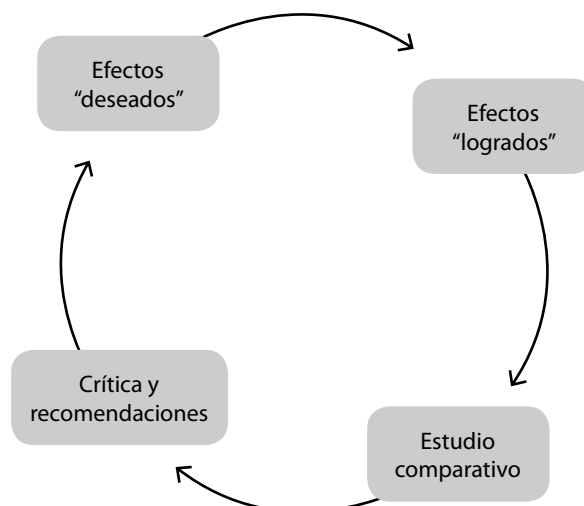 Efectos
“deseados”
Efectos
“logrados”
Estudio
comparativo
Crítica y
recomendaciones